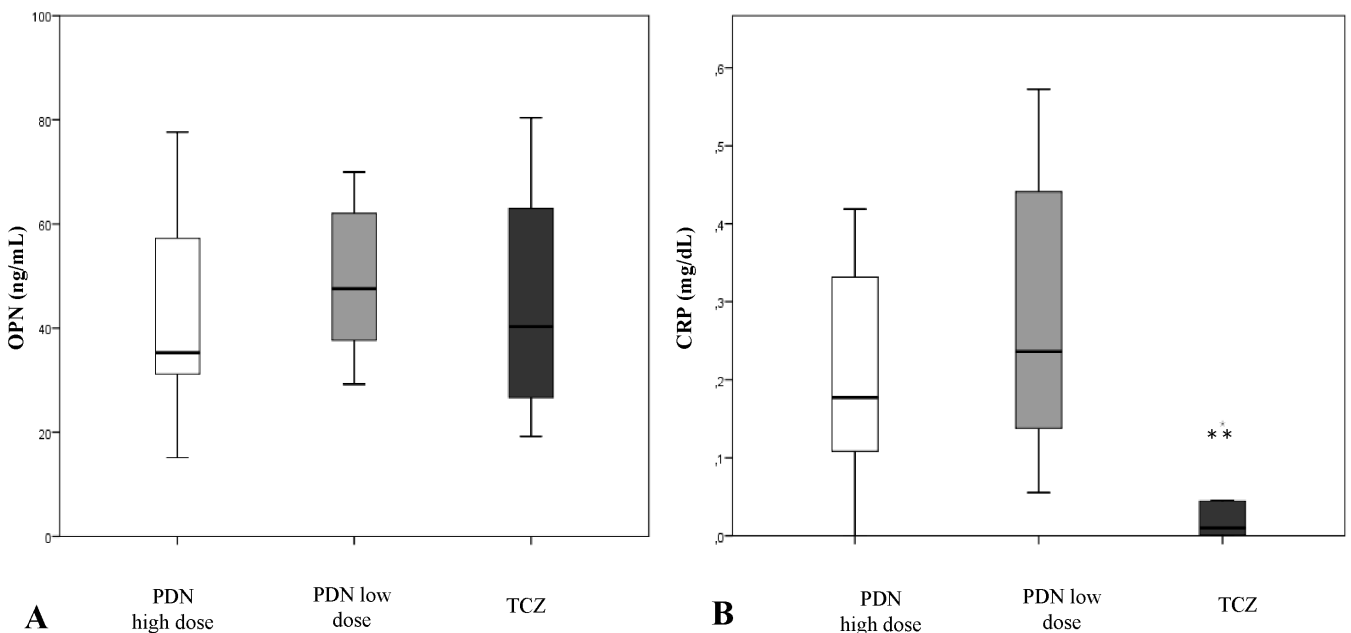 100
80
60
40
20
0
OPN (ng/mL)
PDN
high dose
PDN low
dose
TCZ
A
,6
,5
,4
,3
,2
,1
,0
CRP (mg/dL)
*
**
PDN
high dose
PDN low
dose
TCZ
B